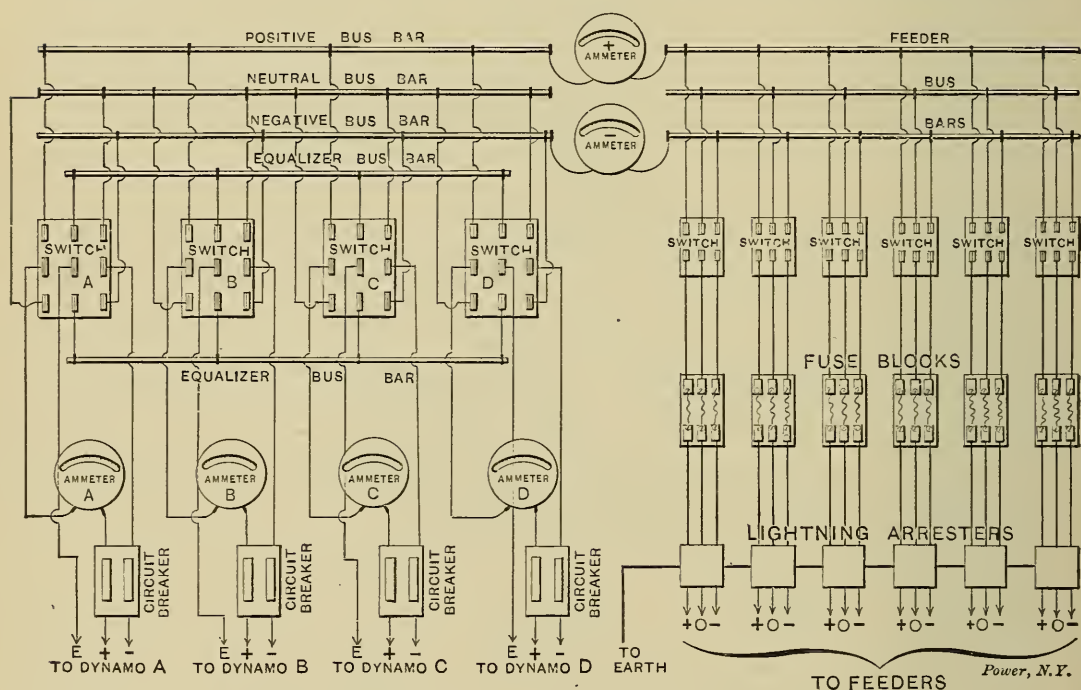 POSITIVE BUS BAR
+
AMMETER
FEEDER
NEUTRAL BUS BAR
BUS
NEGATIVE BUS BAR
-
AMMETER
BARS
EQUALIZER BUS BAR
SWITCH
A
SWITCH
B
SWITCH
C
SWITCH
D
SWITCH SWITCH SWITCH SWITCH SWITCH SWITCH
EQUALIZER BUS BAR
FUSE BLOCKS
AMMETER
A
AMMETER
B
AMMETER
C
AMMETER
D
CIRCUIT
BREAKER
CIRCUIT
BREAKER
CIRCUIT
BREAKER
CIRCUIT
BREAKER
LIGHTNING ARRESTERS
E + -
TO DYNAMO A
E + -
TO DYNAMO B
E + -
TO DYNAMO C
E + -
TO DYNAMO D
TO
EARTH
+O- +O- +O- +O- +O- +O-
TO FEEDERS
Power, N.Y.